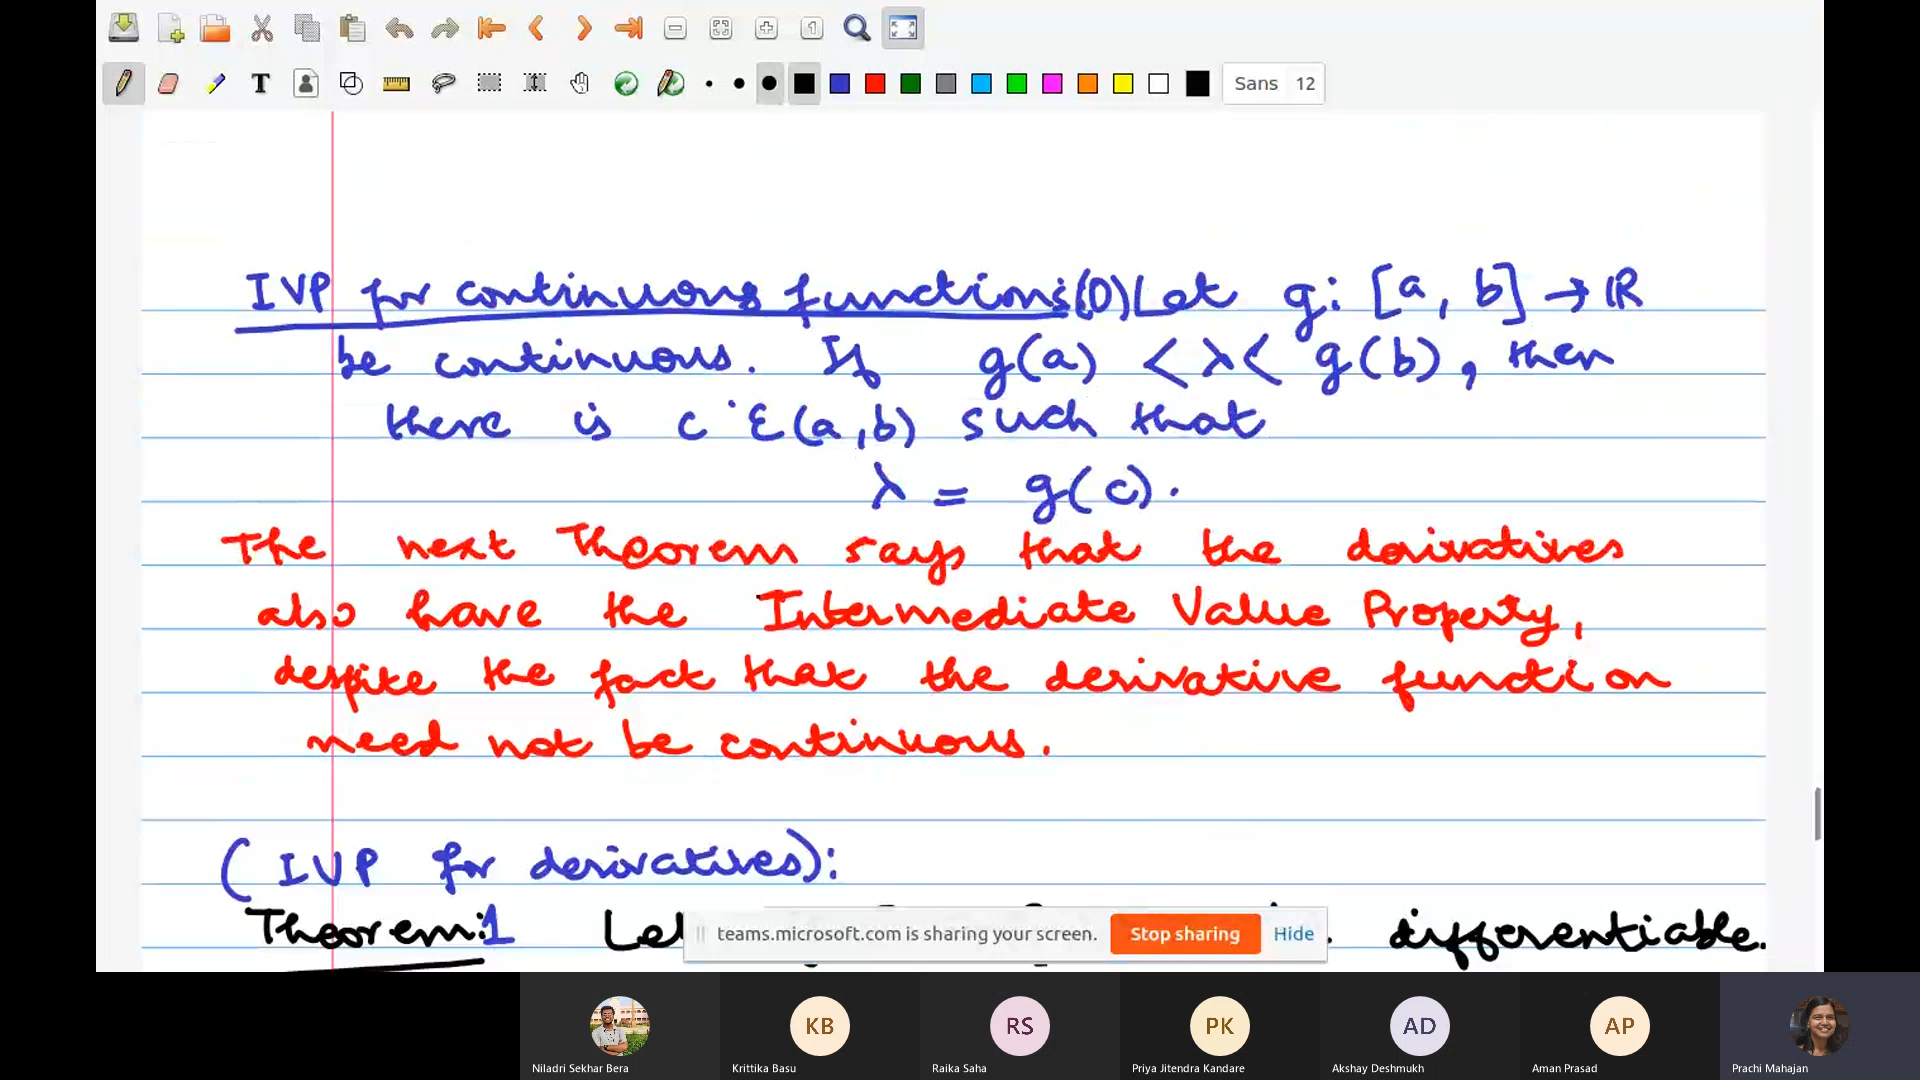 Sans 12
IVP for continuous functions:(0) Let g: [a, b] → ℝ
be continuous. If g(a) < λ < g(b), then
there is c ∈ (a,b) such that
λ = g(c).
The next Theorem says that the derivatives
also have the Intermediate Value Property,
despite the fact that the derivative function
need not be continuous.
(IVP for derivatives):
Theorem:1 Let differentiable.
teams.microsoft.com is sharing your screen. Stop sharing Hide
KB RS PK AD AP
Niladri Sekhar Bera Krittika Basu Raika Saha Priya Jitendra Kandare Akshay Deshmukh Aman Prasad Prachi Mahajan